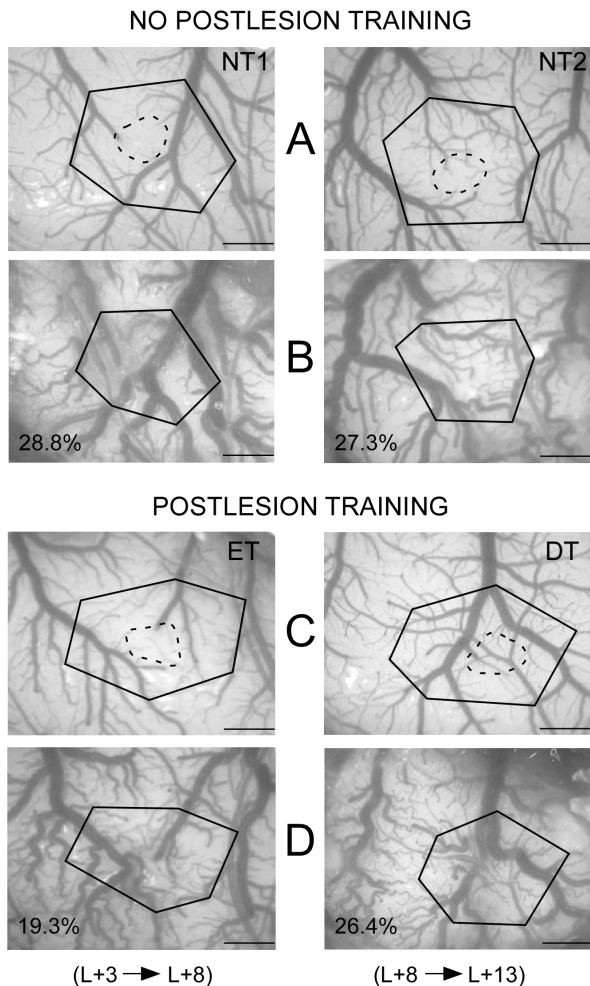 NO POSTLESION TRAINING
NT1
NT2
A
B
28.8%
27.3%
POSTLESION TRAINING
ET
DT
C
D
19.3%
26.4%
(L+3 → L+8)
(L+8 → L+13)